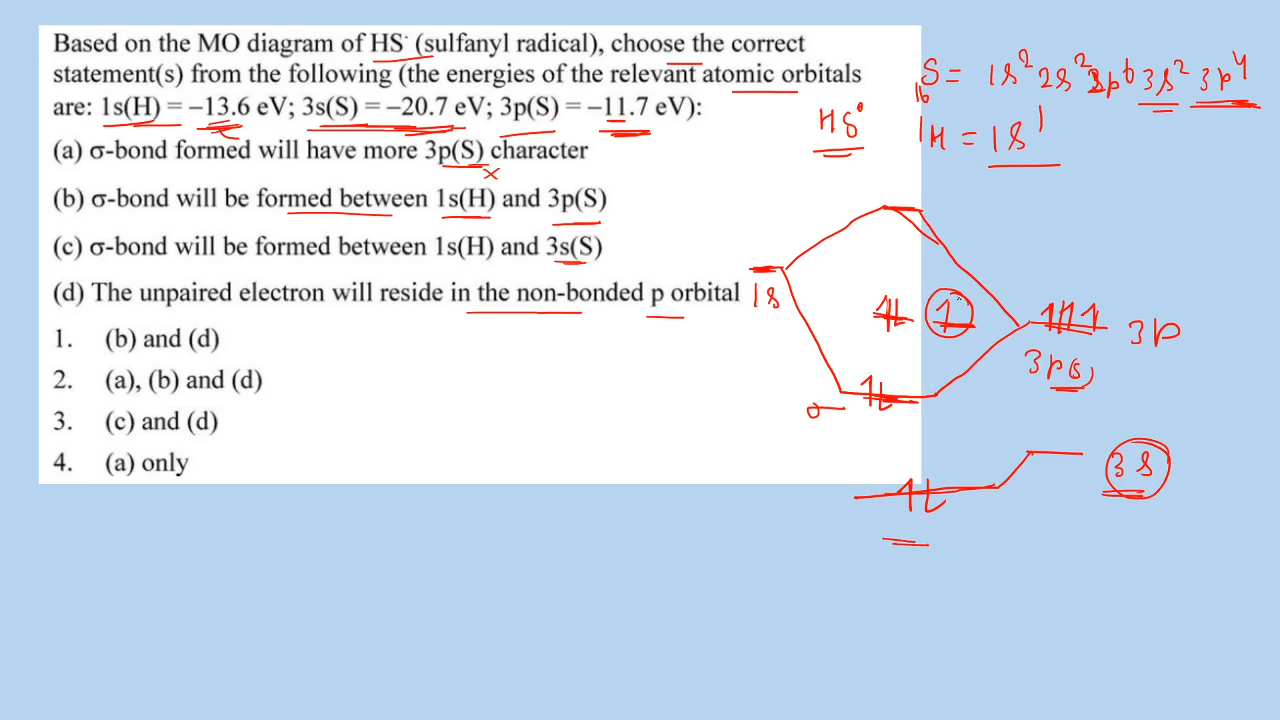 Based on the MO diagram of HS˙ (sulfanyl radical), choose the correct
statement(s) from the following (the energies of the relevant atomic orbitals
are: 1s(H) = −13.6 eV; 3s(S) = −20.7 eV; 3p(S) = −11.7 eV):
(a) σ-bond formed will have more 3p(S) character
x
(b) σ-bond will be formed between 1s(H) and 3p(S)
(c) σ-bond will be formed between 1s(H) and 3s(S)
(d) The unpaired electron will reside in the non-bonded p orbital
1. (b) and (d)
2. (a), (b) and (d)
3. (c) and (d)
4. (a) only
16S = 1s² 2s² 2p⁶ 3s² 3p⁴
HS˙
1H = 1s¹
1s
3p
3p(s)
σ
3s